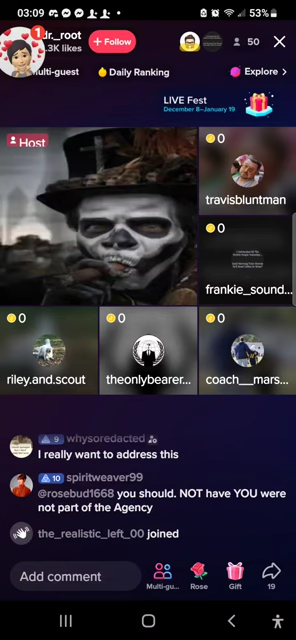 03:09
53%
1
dr._root
.3K likes
+ Follow
50
Multi-guest
Daily Ranking
Explore >
LIVE Fest
December 8–January 19
Host
0
travisbluntman
0
frankie_sound...
0
riley.and.scout
0
theonlybearer...
0
coach__mars...
9 whysoredacted
I really want to address this
10 spiritweaver99
@rosebud1668 you should. NOT have YOU were
not part of the Agency
the_realistic_left_00 joined
Add comment
Multi-gu...
Rose
Gift
19